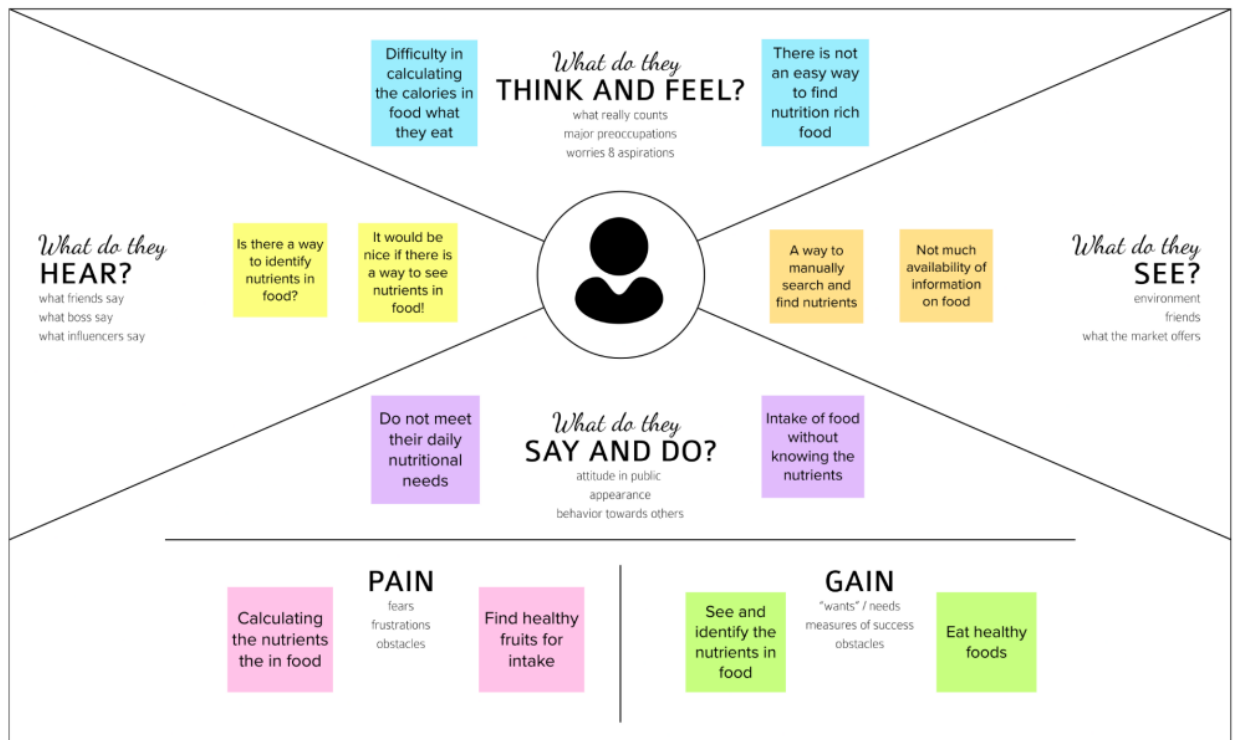 Difficulty in
calculating
the calories in
food what
they eat
What do they
THINK AND FEEL?
what really counts
major preoccupations
worries & aspirations
There is not
an easy way
to find
nutrition rich
food
What do they
HEAR?
what friends say
what boss say
what influencers say
Is there a way
to identify
nutrients in
food?
It would be
nice if there is
a way to see
nutrients in
food!
A way to
manually
search and
find nutrients
Not much
availability of
information
on food
What do they
SEE?
environment
friends
what the market offers
Do not meet
their daily
nutritional
needs
What do they
SAY AND DO?
attitude in public
appearance
behavior towards others
Intake of food
without
knowing the
nutrients
PAIN
fears
frustrations
obstacles
Calculating
the nutrients
the in food
Find healthy
fruits for
intake
GAIN
"wants" / needs
measures of success
obstacles
See and
identify the
nutrients in
food
Eat healthy
foods